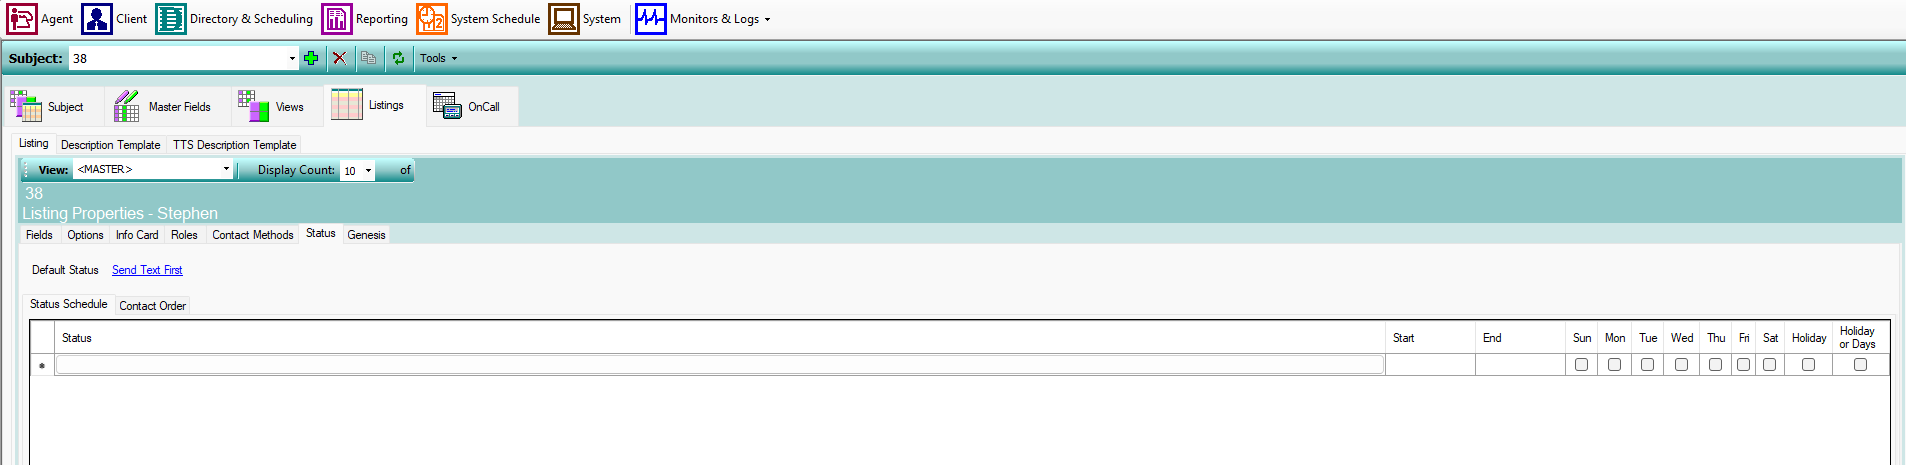 Agent Client Directory & Scheduling Reporting System Schedule System Monitors & Logs
Subject: 38 Tools
Subject Master Fields Views Listings OnCall
Listing Description Template TTS Description Template
View: <MASTER> Display Count: 10 of
38
Listing Properties - Stephen
Fields Options Info Card Roles Contact Methods Status Genesis
Default Status Send Text First
Status Schedule Contact Order
Status Start End Sun Mon Tue Wed Thu Fri Sat Holiday Holiday
or Days